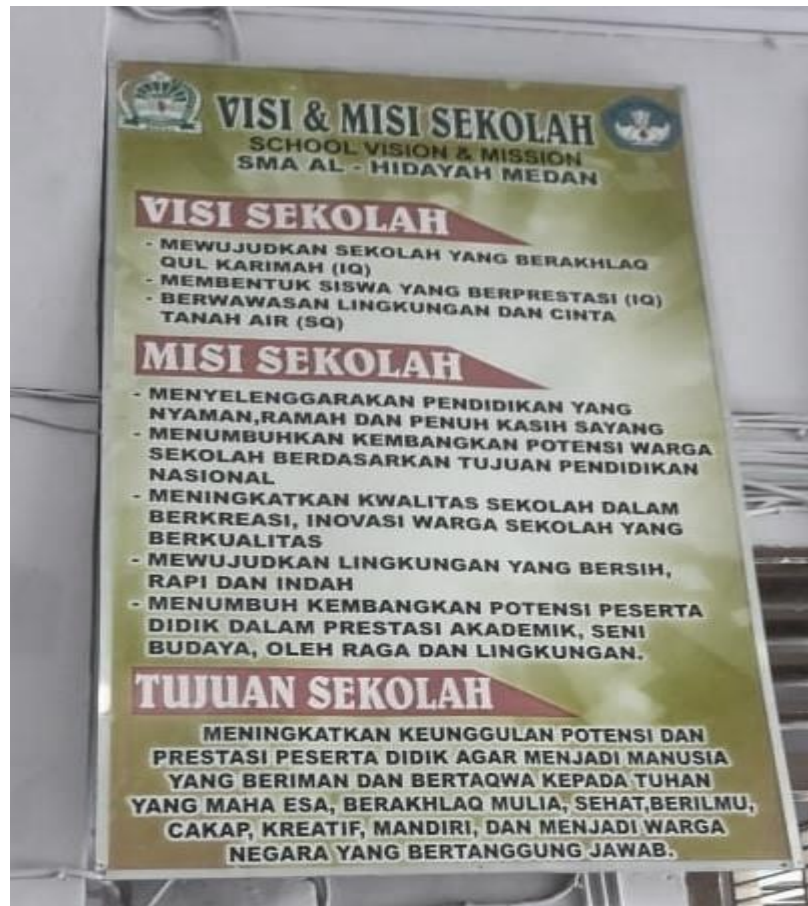 VISI & MISI SEKOLAH
SCHOOL VISION & MISSION
SMA AL - HIDAYAH MEDAN
VISI SEKOLAH
- MEWUJUDKAN SEKOLAH YANG BERAKHLAQ
QUL KARIMAH (IQ)
- MEMBENTUK SISWA YANG BERPRESTASI (IQ)
- BERWAWASAN LINGKUNGAN DAN CINTA
TANAH AIR (SQ)
MISI SEKOLAH
- MENYELENGGARAKAN PENDIDIKAN YANG
NYAMAN,RAMAH DAN PENUH KASIH SAYANG
- MENUMBUHKAN KEMBANGKAN POTENSI WARGA
SEKOLAH BERDASARKAN TUJUAN PENDIDIKAN
NASIONAL
- MENINGKATKAN KWALITAS SEKOLAH DALAM
BERKREASI, INOVASI WARGA SEKOLAH YANG
BERKUALITAS
- MEWUJUDKAN LINGKUNGAN YANG BERSIH,
RAPI DAN INDAH
- MENUMBUH KEMBANGKAN POTENSI PESERTA
DIDIK DALAM PRESTASI AKADEMIK, SENI
BUDAYA, OLEH RAGA DAN LINGKUNGAN.
TUJUAN SEKOLAH
MENINGKATKAN KEUNGGULAN POTENSI DAN
PRESTASI PESERTA DIDIK AGAR MENJADI MANUSIA
YANG BERIMAN DAN BERTAQWA KEPADA TUHAN
YANG MAHA ESA, BERAKHLAQ MULIA, SEHAT,BERILMU,
CAKAP, KREATIF, MANDIRI, DAN MENJADI WARGA
NEGARA YANG BERTANGGUNG JAWAB.